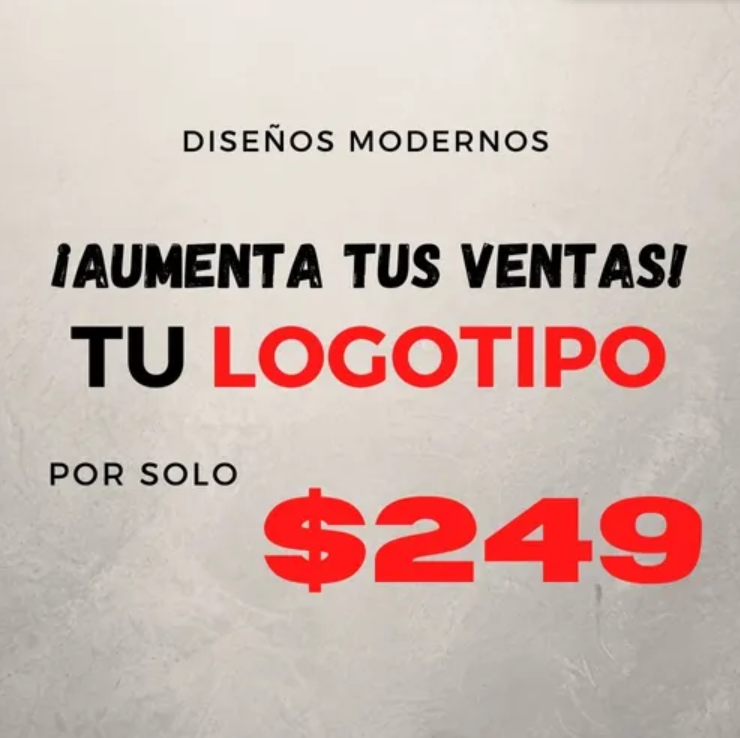 DISEÑOS MODERNOS
¡AUMENTA TUS VENTAS!
TU LOGOTIPO
POR SOLO
$249